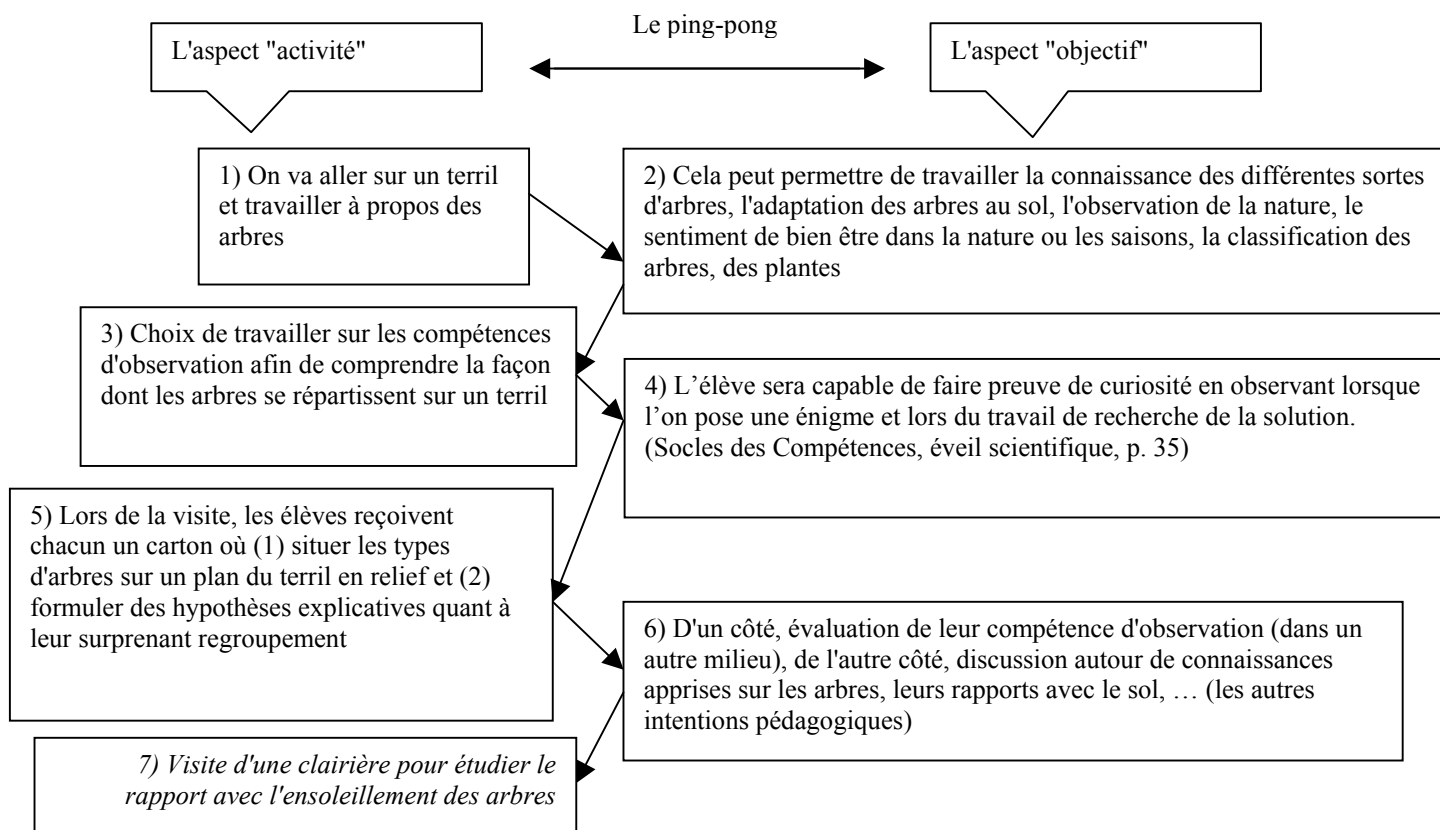 Le ping-pong
L'aspect "activité"
L'aspect "objectif"
1) On va aller sur un terril
et travailler à propos des
arbres
2) Cela peut permettre de travailler la connaissance des différentes sortes
d'arbres, l'adaptation des arbres au sol, l'observation de la nature, le
sentiment de bien être dans la nature ou les saisons, la classification des
arbres, des plantes
3) Choix de travailler sur les compétences
d'observation afin de comprendre la façon
dont les arbres se répartissent sur un terril
4) L’élève sera capable de faire preuve de curiosité en observant lorsque
l’on pose une énigme et lors du travail de recherche de la solution.
(Socles des Compétences, éveil scientifique, p. 35)
5) Lors de la visite, les élèves reçoivent
chacun un carton où (1) situer les types
d'arbres sur un plan du terril en relief et (2)
formuler des hypothèses explicatives quant à
leur surprenant regroupement
6) D'un côté, évaluation de leur compétence d'observation (dans un
autre milieu), de l'autre côté, discussion autour de connaissances
apprises sur les arbres, leurs rapports avec le sol, … (les autres
intentions pédagogiques)
7) Visite d'une clairière pour étudier le
rapport avec l'ensoleillement des arbres